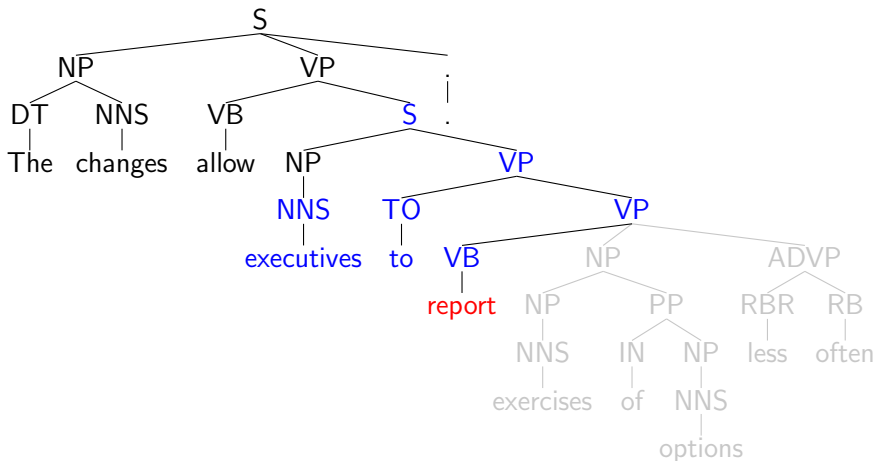 S
NP VP .
DT NNS VB S .
The changes allow NP VP
NNS TO VP
executives to VB NP ADVP
report NP PP RBR RB
NNS IN NP less often
exercises of NNS
options